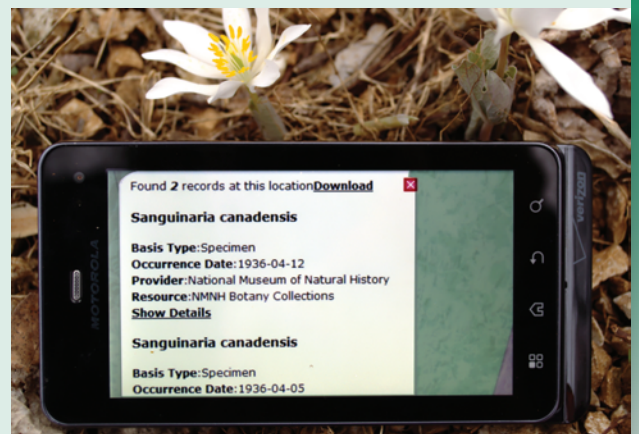 Found 2 records at this locationDownload
Sanguinaria canadensis
Basis Type:Specimen
Occurrence Date:1936-04-12
Provider:National Museum of Natural History
Resource:NMNH Botany Collections
Show Details
Sanguinaria canadensis
Basis Type:Specimen
Occurrence Date:1936-04-05
MOTOROLA
verizon